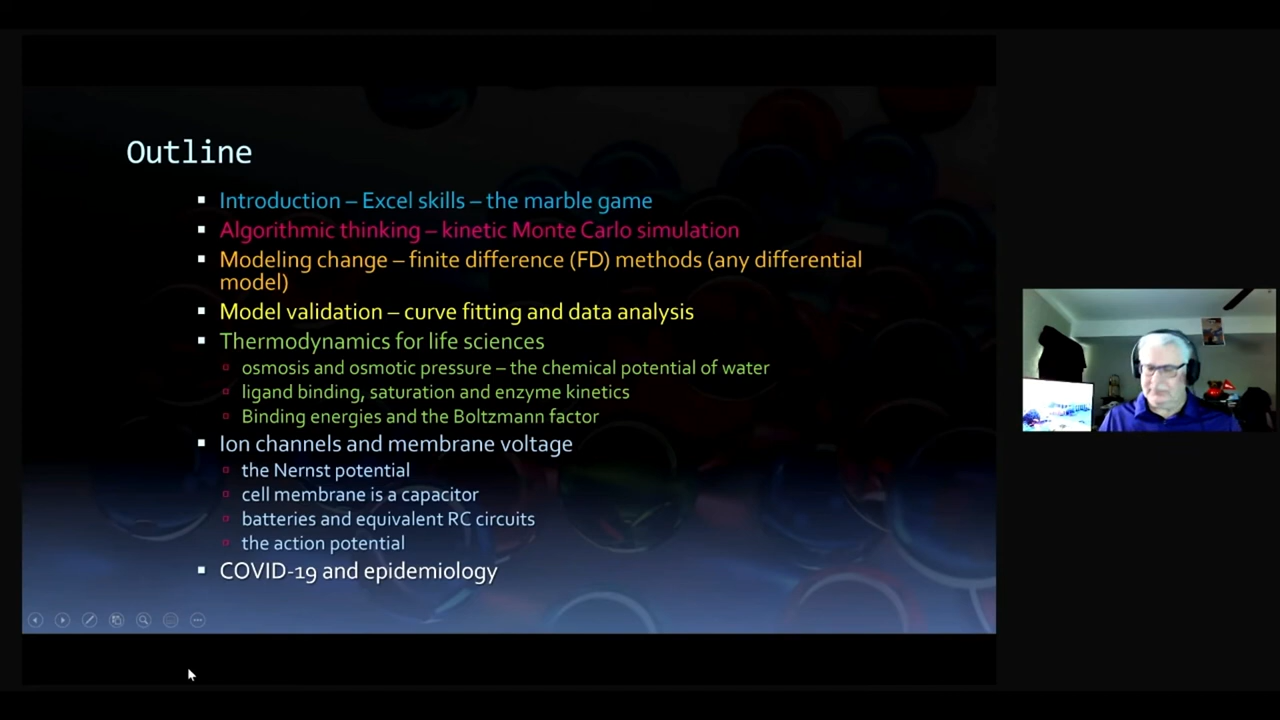 Outline
Introduction – Excel skills – the marble game
Algorithmic thinking – kinetic Monte Carlo simulation
Modeling change – finite difference (FD) methods (any differential
model)
Model validation – curve fitting and data analysis
Thermodynamics for life sciences
osmosis and osmotic pressure – the chemical potential of water
ligand binding, saturation and enzyme kinetics
Binding energies and the Boltzmann factor
Ion channels and membrane voltage
the Nernst potential
cell membrane is a capacitor
batteries and equivalent RC circuits
the action potential
COVID-19 and epidemiology